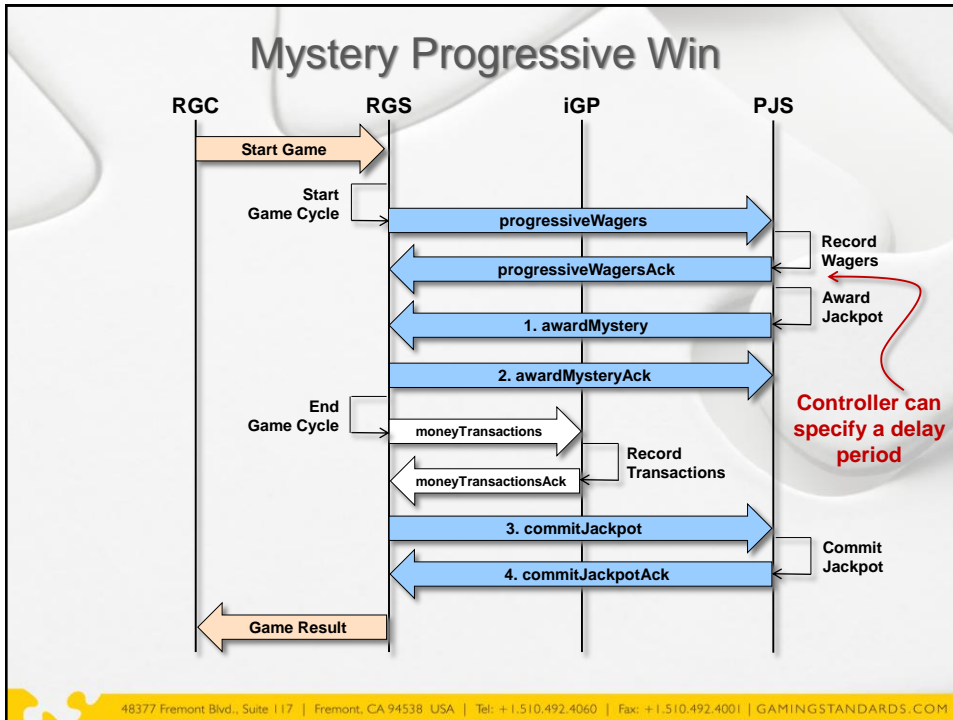 Mystery Progressive Win
RGC
RGS
iGP
PJS
Start Game
Start
Game Cycle
progressiveWagers
Record
Wagers
progressiveWagersAck
Award
Jackpot
1. awardMystery
2. awardMysteryAck
Controller can
specify a delay
period
End
Game Cycle
moneyTransactions
Record
Transactions
moneyTransactionsAck
3. commitJackpot
Commit
Jackpot
4. commitJackpotAck
Game Result
48377 Fremont Blvd., Suite 117 | Fremont, CA 94538 USA | Tel: +1.510.492.4060 | Fax: +1.510.492.4001 | GAMINGSTANDARDS.COM